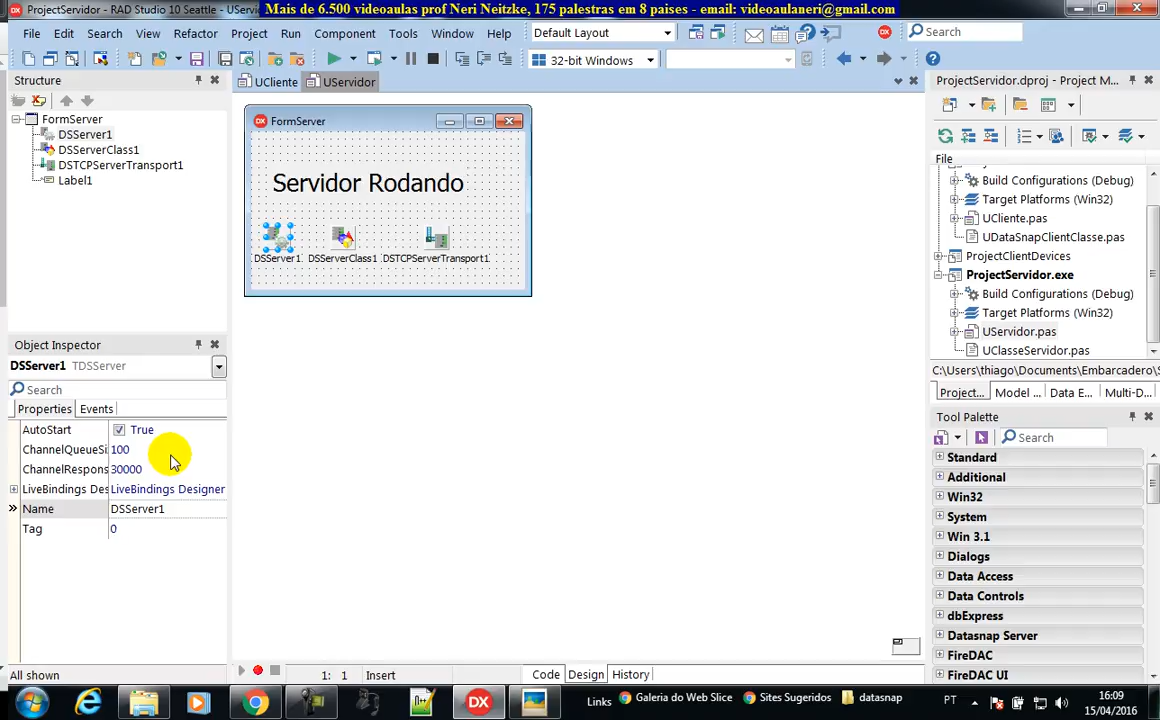 ProjectServidor - RAD Studio 10 Seattle - UServi
Mais de 6.500 videoaulas prof Neri Neitzke, 175 palestras em 8 paises - email: videoaulaneri@gmail.com
File Edit Search View Refactor Project Run Component Tools Window Help
Default Layout
Search
32-bit Windows
Structure
UCliente
UServidor
FormServer
DSServer1
DSServerClass1
DSTCPServerTransport1
Label1
FormServer
Servidor Rodando
DSServer1 DSServerClass1 DSTCPServerTransport1
Object Inspector
DSServer1 TDSServer
Search
Properties Events
AutoStart True
ChannelQueueSi 100
ChannelRespons 30000
LiveBindings Des LiveBindings Designer
» Name DSServer1
Tag 0
All shown
1: 1 Insert
Code Design History
ProjectServidor.dproj - Project M...
File
Build Configurations (Debug)
Target Platforms (Win32)
UCliente.pas
UDataSnapClientClasse.pas
ProjectClientDevices
ProjectServidor.exe
Build Configurations (Debug)
Target Platforms (Win32)
UServidor.pas
UClasseServidor.pas
C:\Users\thiago\Documents\Embarcadero\S
Project... Model ... Data E... Multi-D...
Tool Palette
Search
Standard
Additional
Win32
System
Win 3.1
Dialogs
Data Access
Data Controls
dbExpress
Datasnap Server
FireDAC
FireDAC UI
DX
Links Galeria do Web Slice Sites Sugeridos datasnap
PT
16:09
15/04/2016